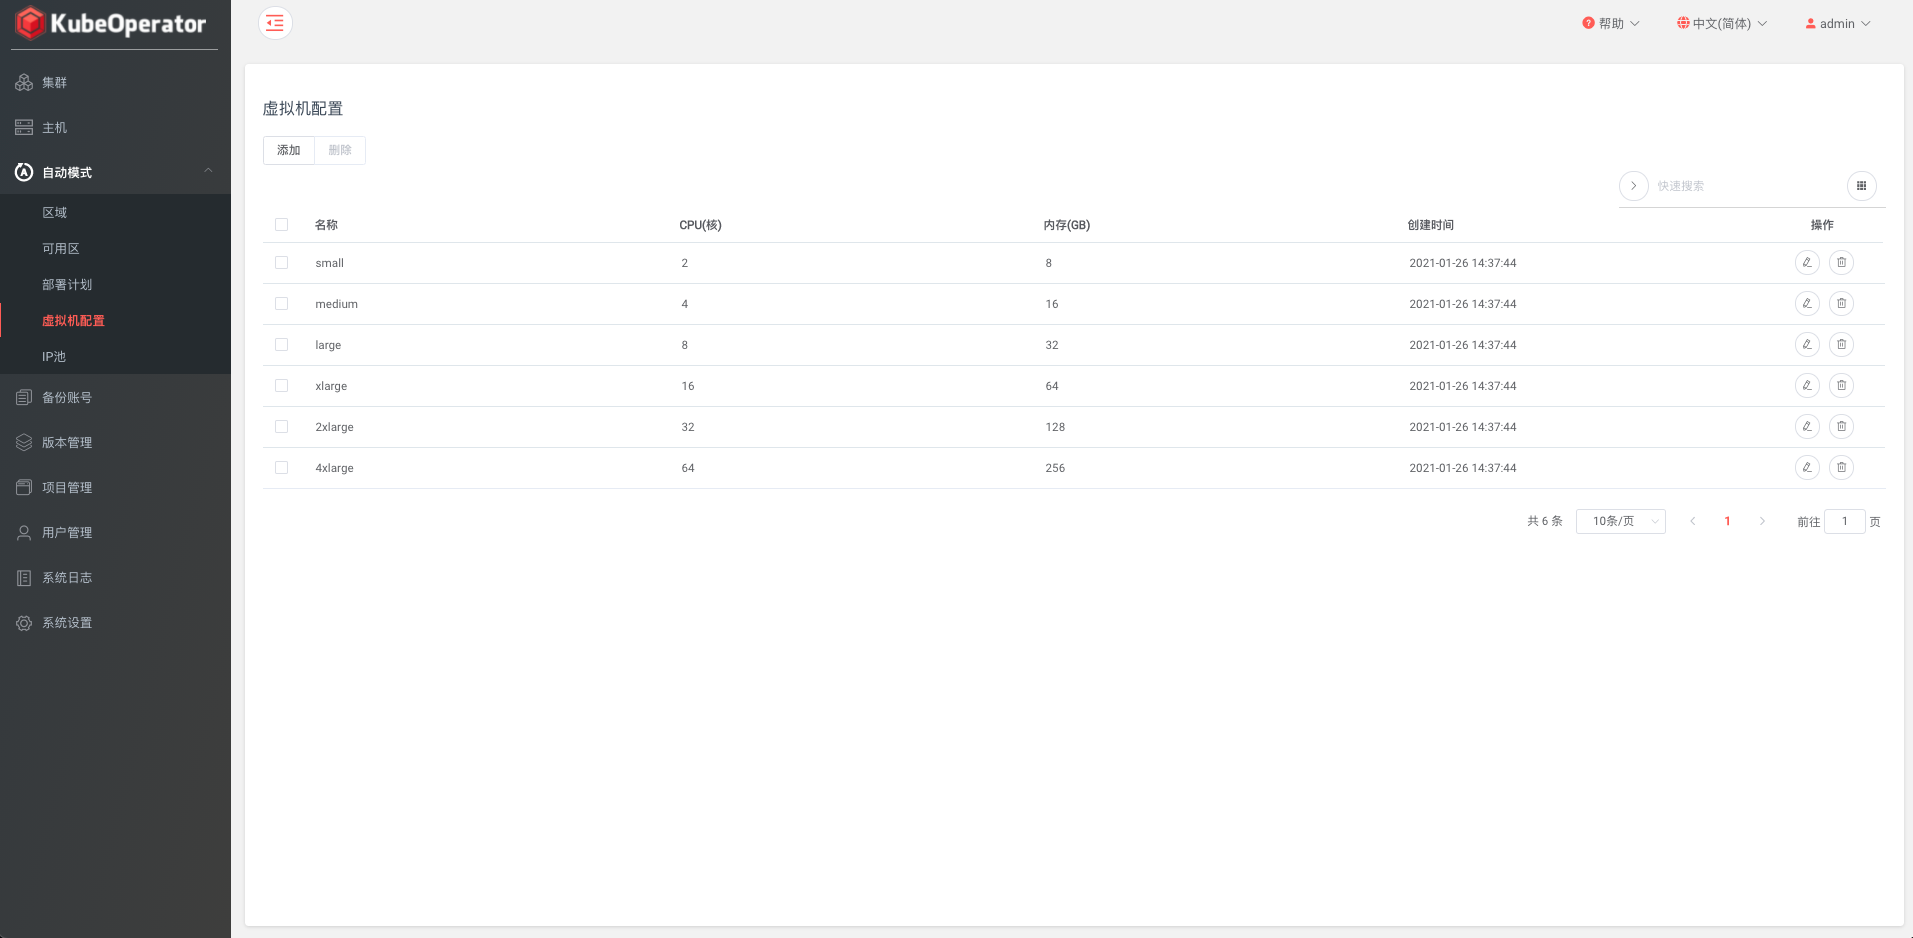 KubeOperator
帮助
中文(简体)
admin
集群
主机
自动模式
区域
可用区
部署计划
虚拟机配置
IP池
备份账号
版本管理
项目管理
用户管理
系统日志
系统设置
虚拟机配置
添加 删除
快速搜索
名称 CPU(核) 内存(GB) 创建时间 操作
small 2 8 2021-01-26 14:37:44
medium 4 16 2021-01-26 14:37:44
large 8 32 2021-01-26 14:37:44
xlarge 16 64 2021-01-26 14:37:44
2xlarge 32 128 2021-01-26 14:37:44
4xlarge 64 256 2021-01-26 14:37:44
共 6 条 10条/页 1 前往 1 页